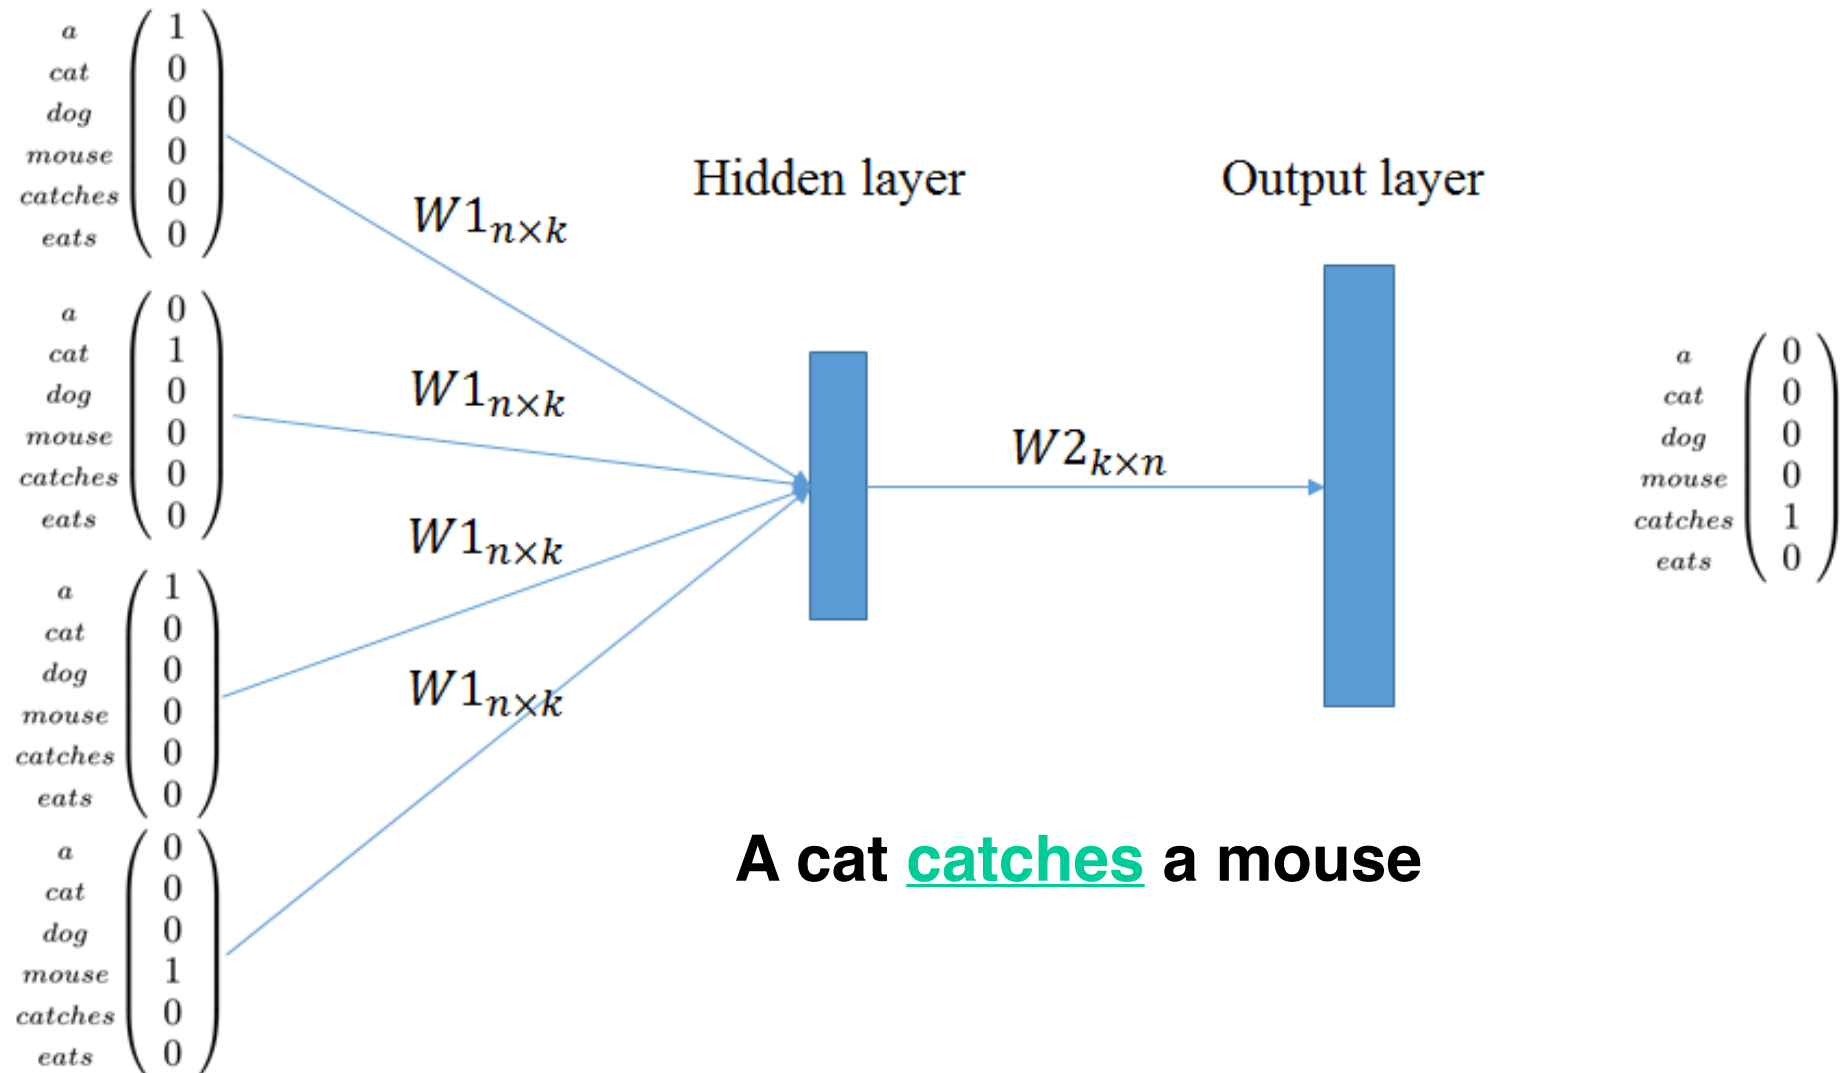 a 1
cat 0
dog 0
mouse 0
catches 0
eats 0
a 0
cat 1
dog 0
mouse 0
catches 0
eats 0
a 1
cat 0
dog 0
mouse 0
catches 0
eats 0
a 0
cat 0
dog 0
mouse 1
catches 0
eats 0
W1n×k
W1n×k
W1n×k
W1n×k
Hidden layer
W2k×n
Output layer
a 0
cat 0
dog 0
mouse 0
catches 1
eats 0
A cat catches a mouse